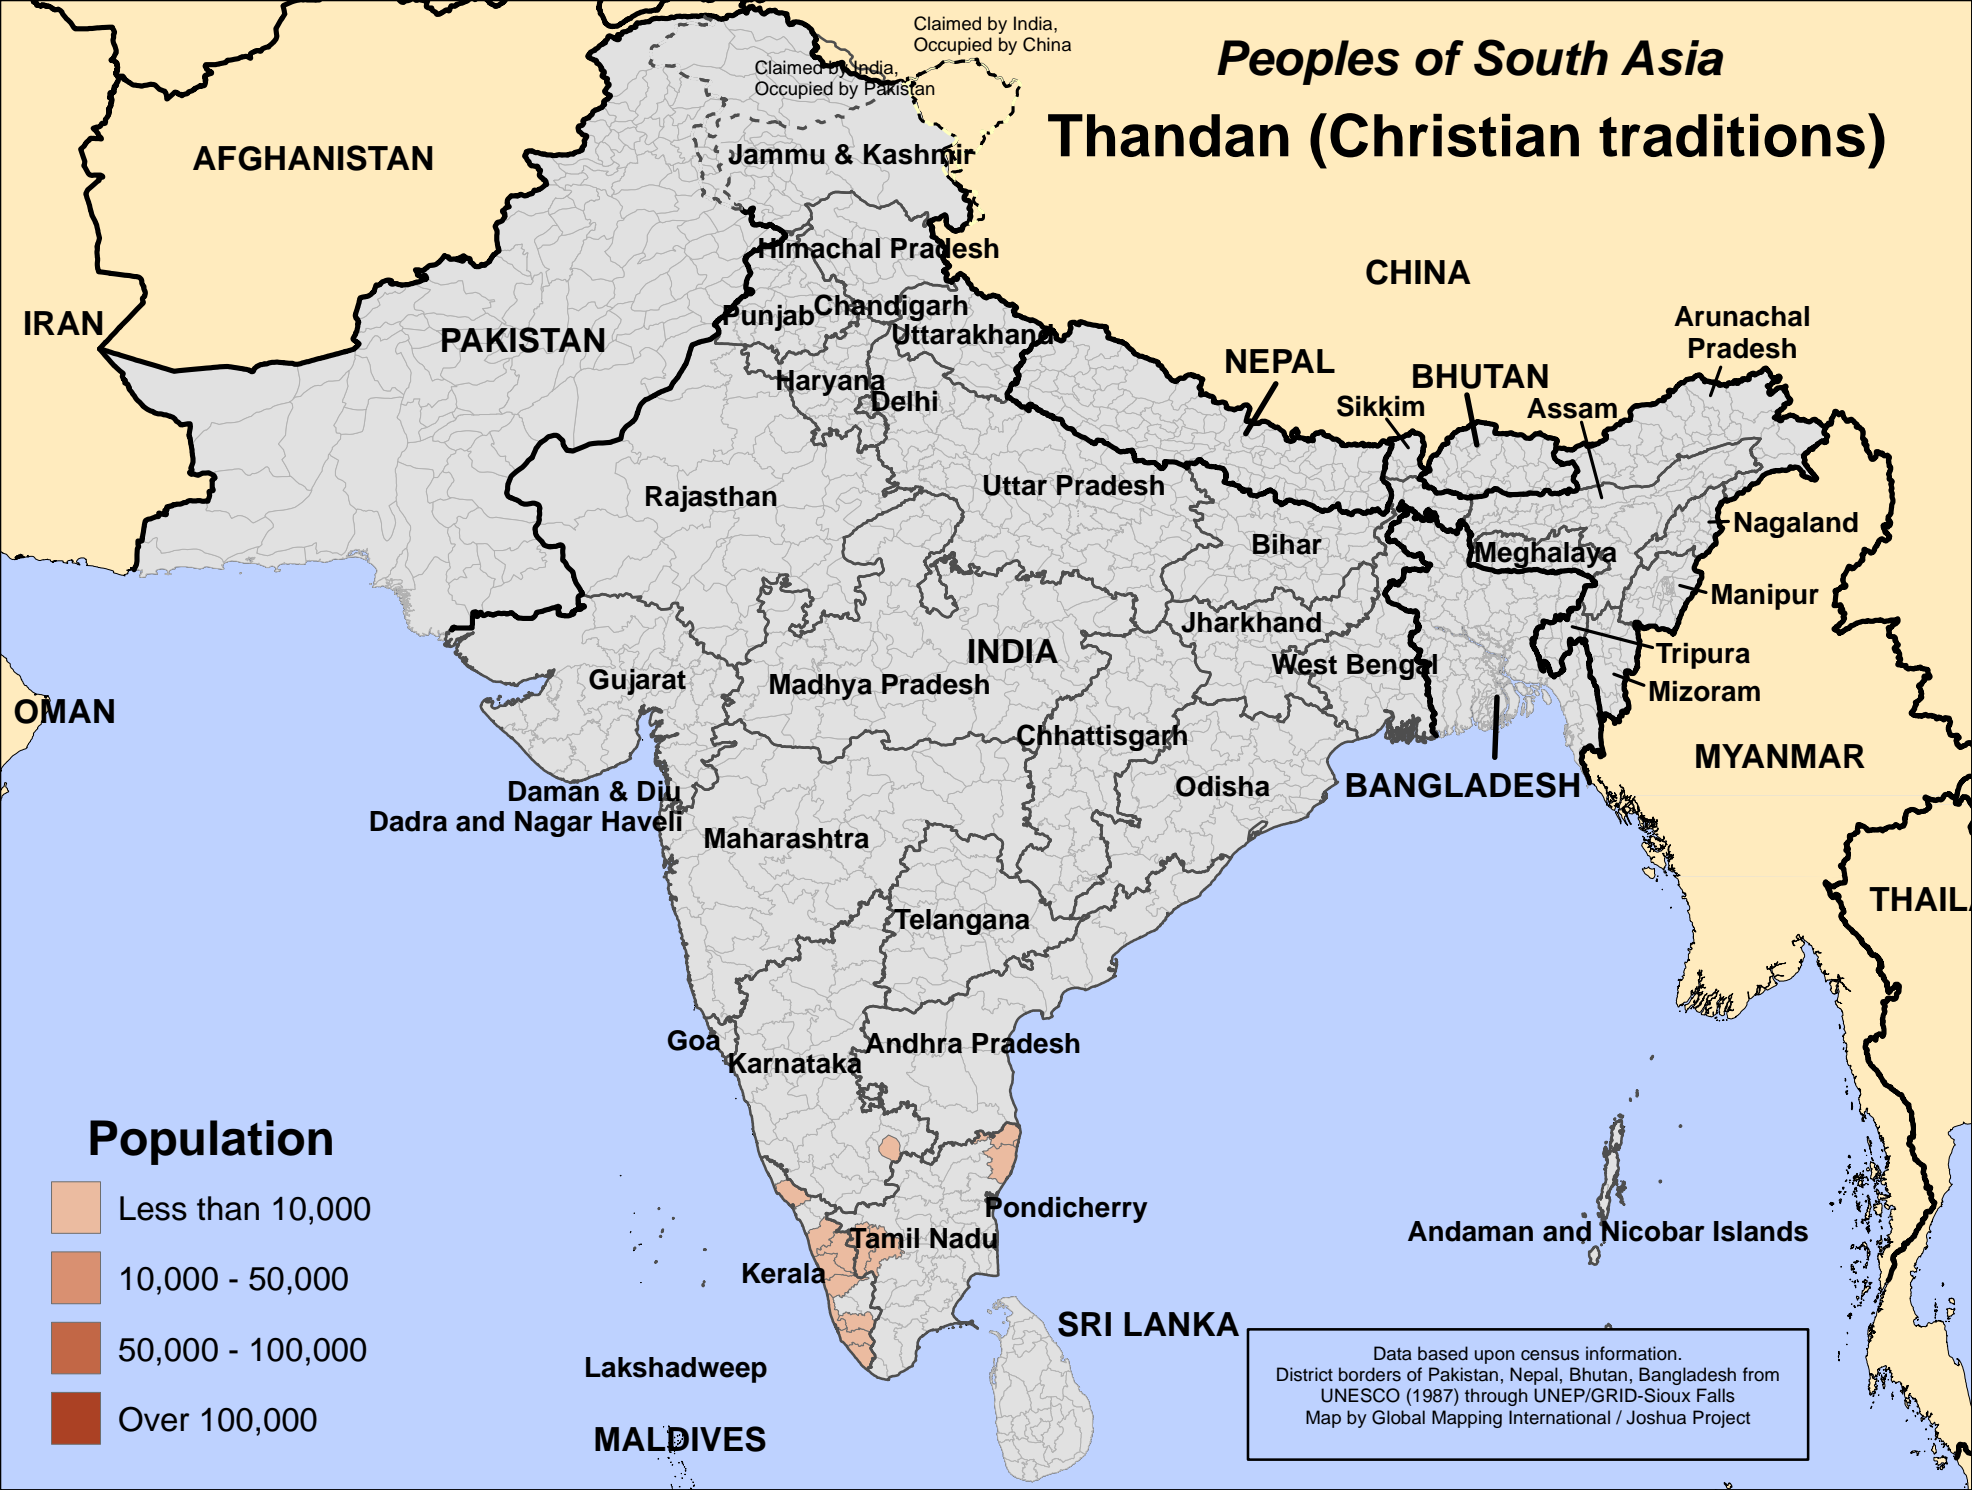 Claimed by India,
Occupied by China
Peoples of South Asia
Claimed by India,
Occupied by Pakistan
Thandan (Christian traditions)
AFGHANISTAN
Jammu & Kashmir
Himachal Pradesh
CHINA
IRAN
PAKISTAN
Punjab
Chandigarh
Uttarakhand
Arunachal
Pradesh
NEPAL
BHUTAN
Haryana
Delhi
Sikkim
Assam
Rajasthan
Uttar Pradesh
Nagaland
Bihar
Meghalaya
Manipur
Jharkhand
INDIA
Tripura
West Bengal
Gujarat
Madhya Pradesh
Mizoram
OMAN
Chhattisgarh
MYANMAR
Odisha
BANGLADESH
Daman & Diu
Dadra and Nagar Haveli
Maharashtra
THAIL
Telangana
Goa
Andhra Pradesh
Karnataka
Population
Less than 10,000
10,000 - 50,000
50,000 - 100,000
Over 100,000
Pondicherry
Tamil Nadu
Andaman and Nicobar Islands
Kerala
SRI LANKA
Lakshadweep
MALDIVES
Data based upon census information.
District borders of Pakistan, Nepal, Bhutan, Bangladesh from
UNESCO (1987) through UNEP/GRID-Sioux Falls
Map by Global Mapping International / Joshua Project